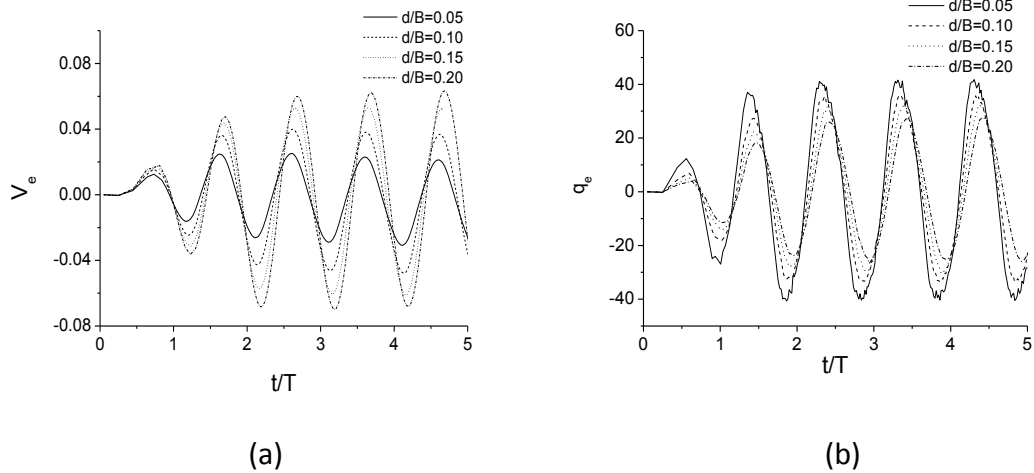 d/B=0.05
d/B=0.10
d/B=0.15
d/B=0.20
0.08
0.04
0.00
-0.04
-0.08
V_e
0 1 2 3 4 5
t/T
(a)
d/B=0.05
d/B=0.10
d/B=0.15
d/B=0.20
60
40
20
0
-20
-40
q_e
0 1 2 3 4 5
t/T
(b)